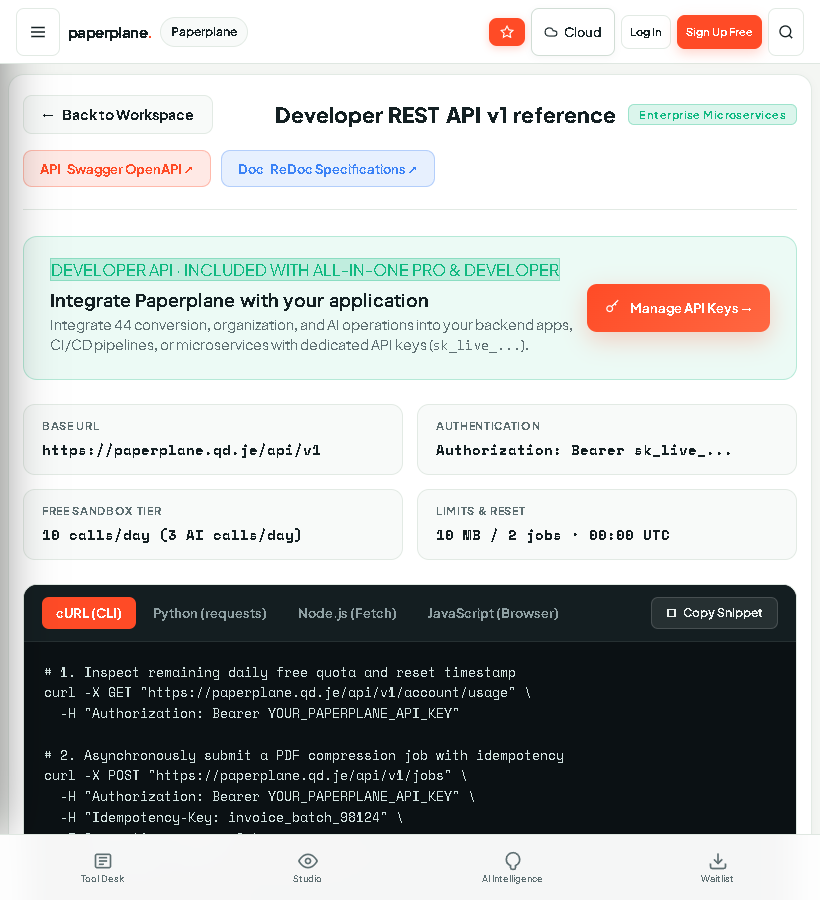 paperplane.
Paperplane
Cloud
Log In
Sign Up Free
← Back to Workspace
Developer REST API v1 reference
Enterprise Microservices
API Swagger OpenAPI ↗
Doc ReDoc Specifications ↗
DEVELOPER API · INCLUDED WITH ALL-IN-ONE PRO & DEVELOPER
Integrate Paperplane with your application
Integrate 44 conversion, organization, and AI operations into your backend apps,
CI/CD pipelines, or microservices with dedicated API keys (sk_live_...).
Manage API Keys →
BASE URL
https://paperplane.qd.je/api/v1
AUTHENTICATION
Authorization: Bearer sk_live_...
FREE SANDBOX TIER
10 calls/day (3 AI calls/day)
LIMITS & RESET
10 MB / 2 jobs · 00:00 UTC
cURL (CLI)
Python (requests)
Node.js (Fetch)
JavaScript (Browser)
Copy Snippet
# 1. Inspect remaining daily free quota and reset timestamp
curl -X GET "https://paperplane.qd.je/api/v1/account/usage" \
-H "Authorization: Bearer YOUR_PAPERPLANE_API_KEY"
# 2. Asynchronously submit a PDF compression job with idempotency
curl -X POST "https://paperplane.qd.je/api/v1/jobs" \
-H "Authorization: Bearer YOUR_PAPERPLANE_API_KEY" \
-H "Idempotency-Key: invoice_batch_98124" \
Tool Desk
Studio
AI Intelligence
Waitlist